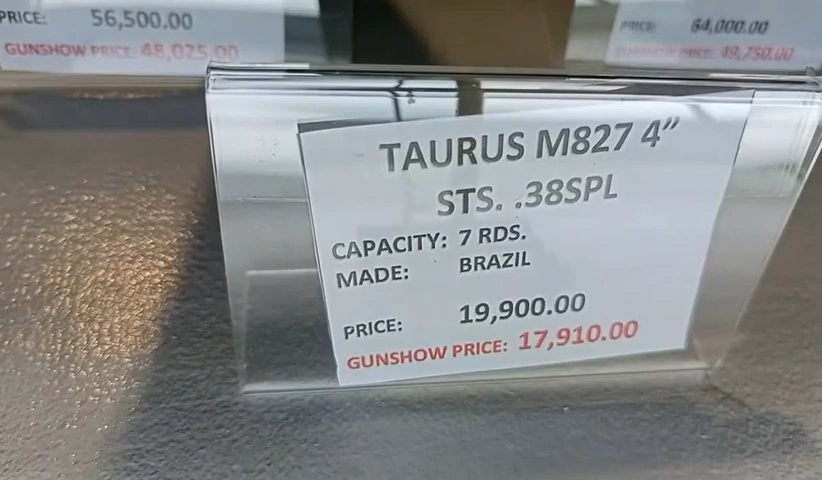 PRICE: 56,500.00
GUNSHOW PRICE: 48,025.00
PRICE: 64,000.00
GUNSHOW PRICE: 49,750.00
TAURUS M827 4”
STS. .38SPL
CAPACITY: 7 RDS.
MADE: BRAZIL
PRICE: 19,900.00
GUNSHOW PRICE: 17,910.00